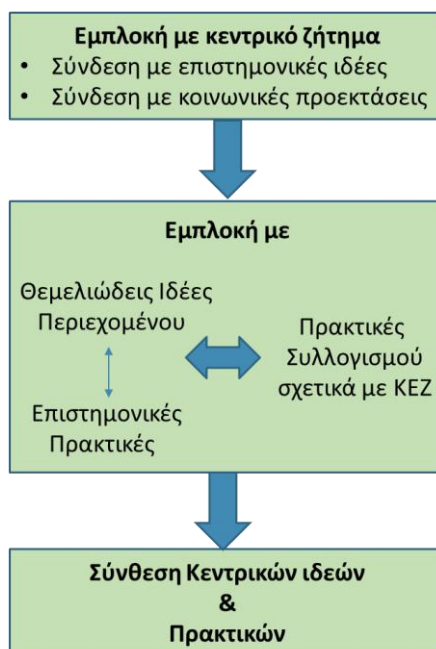 Εμπλοκή με κεντρικό ζήτημα
• Σύνδεση με επιστημονικές ιδέες
• Σύνδεση με κοινωνικές προεκτάσεις
Εμπλοκή με
Θεμελιώδεις Ιδέες
Περιεχομένου
Επιστημονικές
Πρακτικές
Πρακτικές
Συλλογισμού
σχετικά με ΚΕΖ
Σύνθεση Κεντρικών ιδεών
&
Πρακτικών